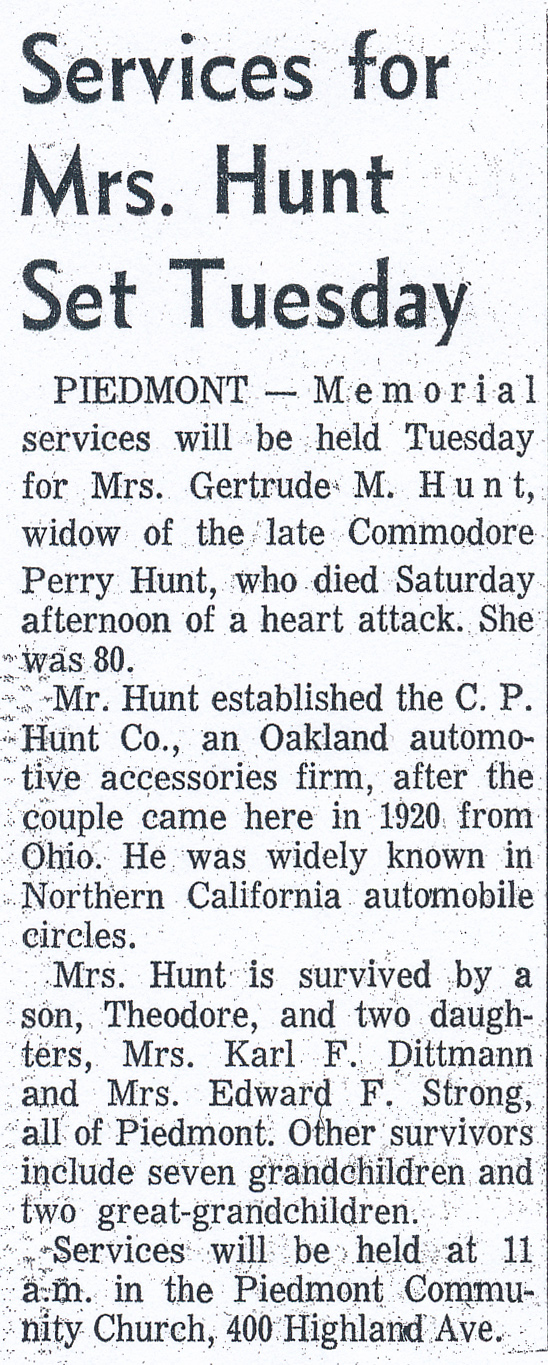 Services for
Mrs. Hunt
Set Tuesday
PIEDMONT — Memorial
services will be held Tuesday
for Mrs. Gertrude M. Hunt,
widow of the late Commodore
Perry Hunt, who died Saturday
afternoon of a heart attack. She
was 80.
Mr. Hunt established the C. P.
Hunt Co., an Oakland automo-
tive accessories firm, after the
couple came here in 1920 from
Ohio. He was widely known in
Northern California automobile
circles.
Mrs. Hunt is survived by a
son, Theodore, and two daugh-
ters, Mrs. Karl F. Dittmann
and Mrs. Edward F. Strong,
all of Piedmont. Other survivors
include seven grandchildren and
two great-grandchildren.
Services will be held at 11
a.m. in the Piedmont Commu-
nity Church, 400 Highland Ave.